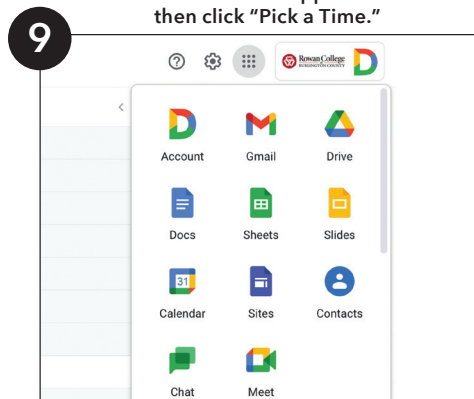 then click "Pick a Time."
9
Rowan College
BURLINGTON COUNTY
Account Gmail Drive
Docs Sheets Slides
31
Calendar Sites Contacts
Chat Meet